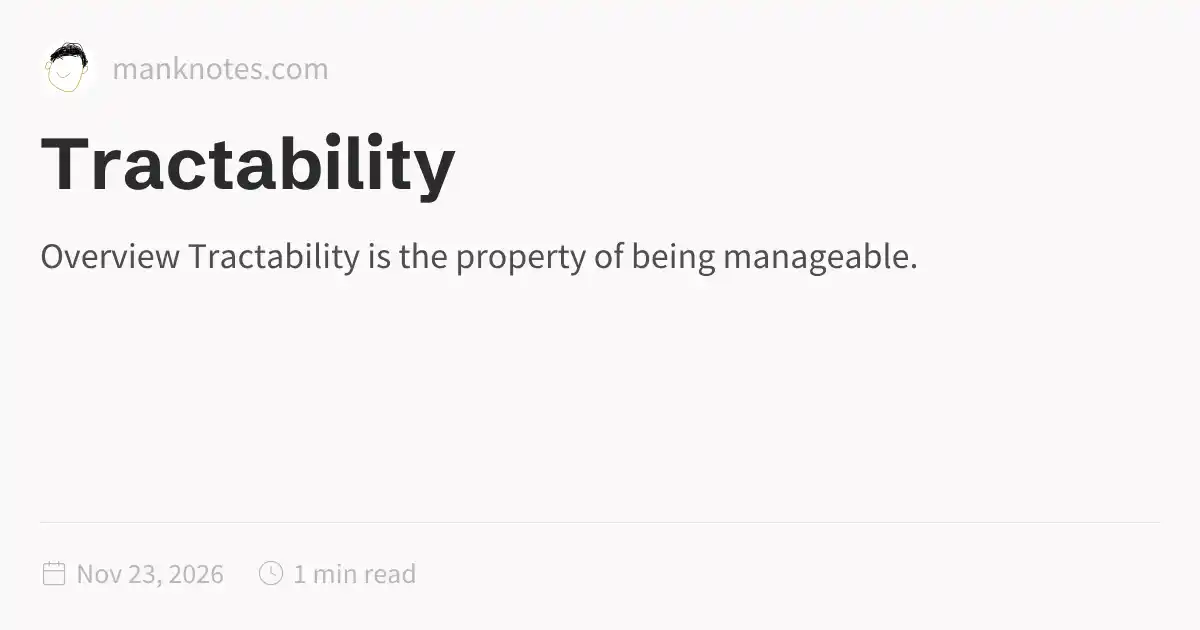 manknotes.com
Tractability
Overview Tractability is the property of being manageable.
Nov 23, 2026 1 min read